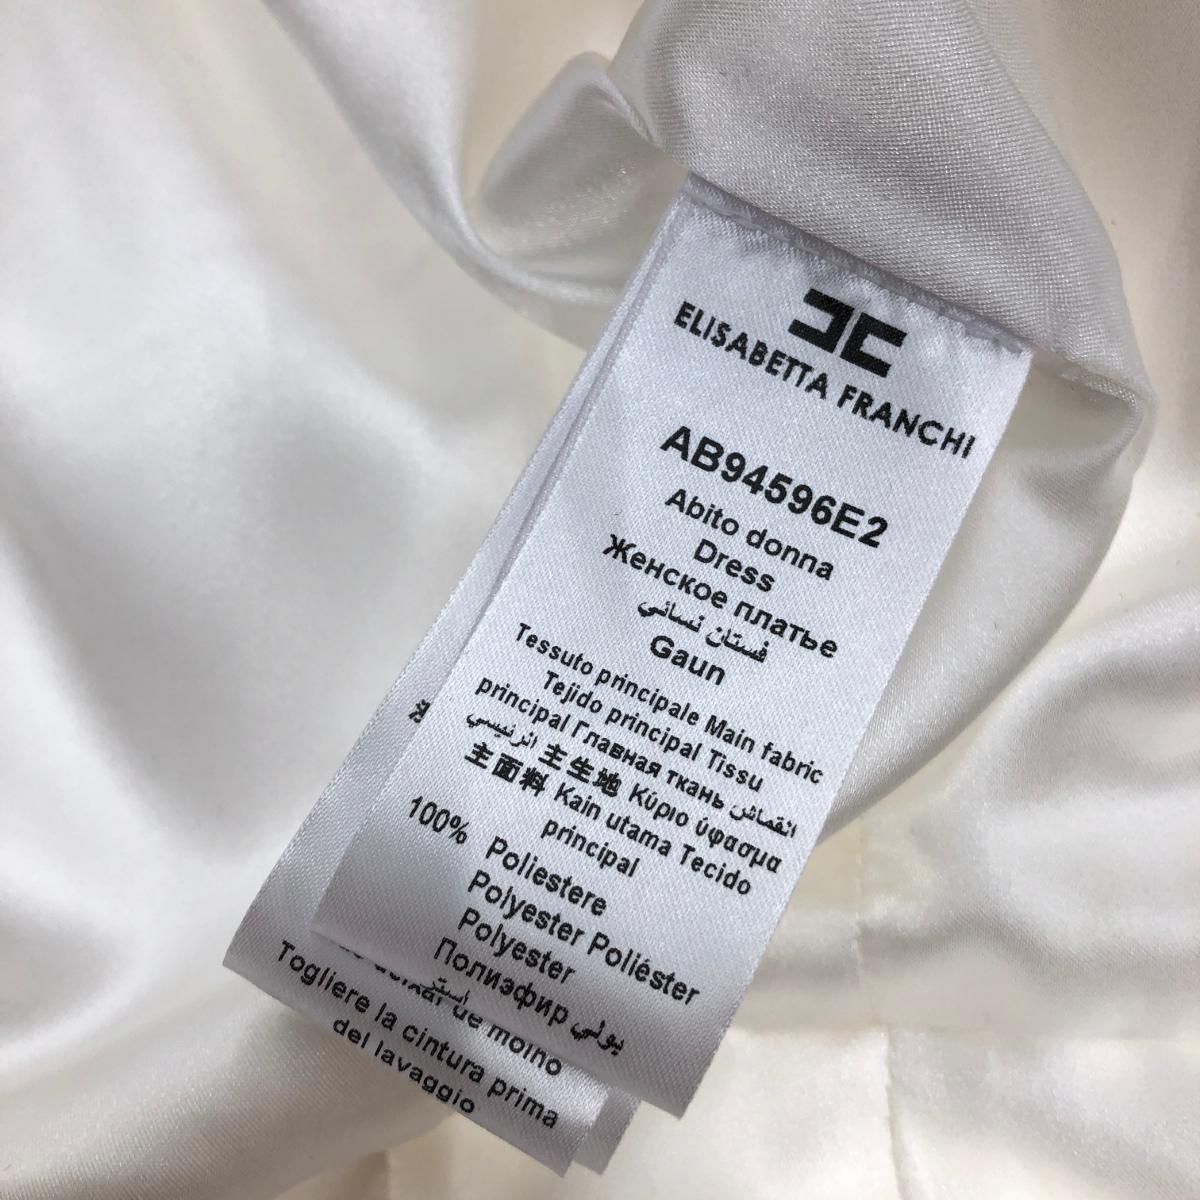 ELISABETTA FRANCHI
AB94596E2
Abito donna
Dress
Женское платье
فستان نسائي
Gaun
Tessuto principale Main fabric
Tejido principal Tissu
principal Главная ткань القماش
الرئيسي 主生地 Κύριο ύφασμα
主面料 Kain utama Tecido
principal
100% Poliestere
Polyester Poliéster
Polyester
Полиэфир بولي
استر
de moino
Togliere la cintura prima
del lavaggio